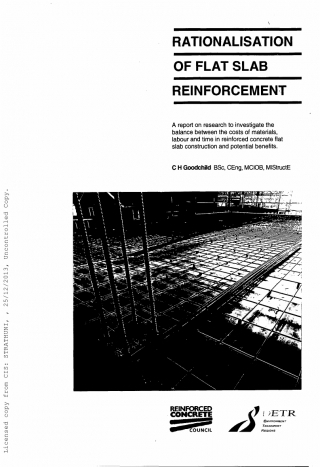 RATIONALISATION
OF FLAT SLAB
REINFORCEMENT
A report on research to investigate the
balance between the costs of materials,
labour and time in reinforced concrete flat
slab construction and potential benefits.
C H Goodchild BSc, CEng, MCIOB, MIStructE
Licensed copy from CIS: STRATHUNI, , 25/12/2013, Uncontrolled Copy.
REINFORCED
CONCRETE
COUNCIL
DETR
ENVIRONMENT
TRANSPORT
REGIONS